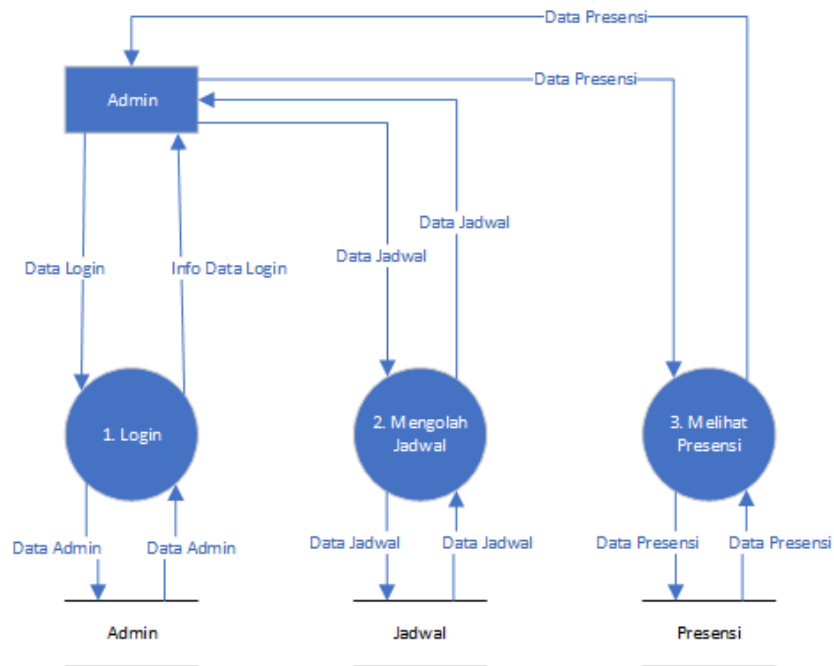 Data Presensi
Admin
Data Presensi
Data Jadwal
Data Jadwal
Data Login
Info Data Login
1. Login
2. Mengolah
Jadwal
3. Melihat
Presensi
Data Admin
Data Admin
Data Jadwal
Data Jadwal
Data Presensi
Data Presensi
Admin
Jadwal
Presensi